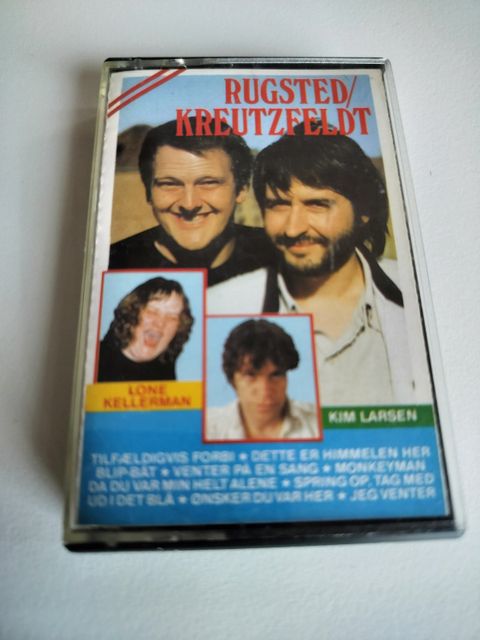 RUGSTED/
KREUTZFELDT
LONE
KELLERMAN
KIM LARSEN
TILFÆLDIGVIS FORBI ★ DETTE ER HIMMELEN HER
BLIP-BÅT ★ VENTER PÅ EN SANG ★ MONKEYMAN
DA DU VAR MIN HELT ALENE ★ SPRING OP, TAG MED
UD I DET BLÅ ★ ØNSKER DU VAR HER ★ JEG VENTER